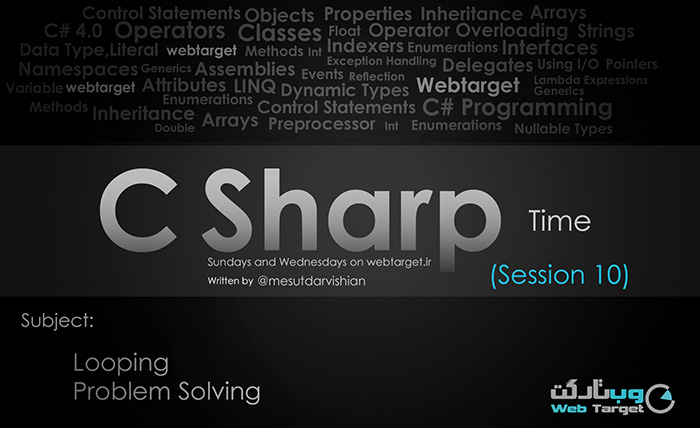 Control Statements Objects Properties Inheritance Arrays
C# 4.0 Operators Classes Float Operator Overloading Strings
Data Type,Literal webtarget Methods Int Indexers Enumerations Interfaces
Namespaces Generics Assemblies Events Exception Handling Reflection Delegates Using I/O Pointers
Variable webtarget Attributes LINQ Dynamic Types Webtarget Lambda Expressions Generics
Methods Inheritance Enumerations Control Statements C# Programming
Double Arrays Preprocessor Int Enumerations Nullable Types
C Sharp Time
Sundays and Wednesdays on webtarget.ir
Written by @mesutdarvishian
(Session 10)
Subject:
Looping
Problem Solving
وب تارگت
Web Target